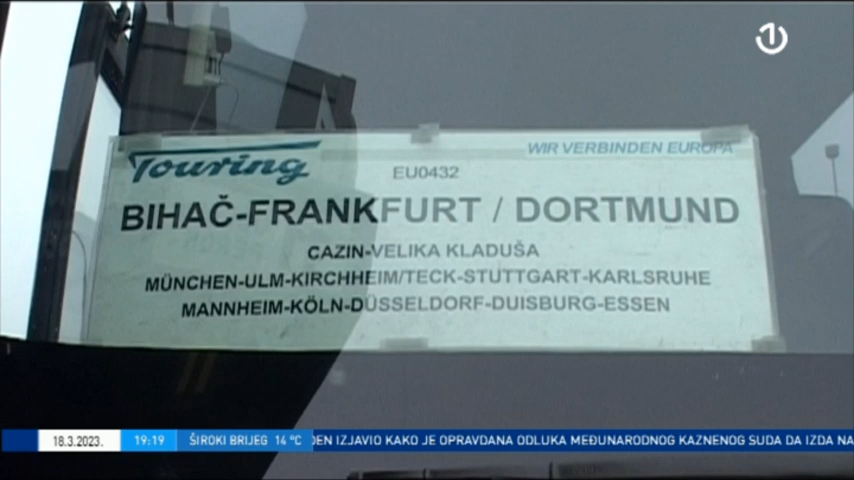 Touring
WIR VERBINDEN EUROPA
EU0432
BIHAČ-FRANKFURT / DORTMUND
CAZIN-VELIKA KLADUŠA
MÜNCHEN-ULM-KIRCHHEIM/TECK-STUTTGART-KARLSRUHE
MANNHEIM-KÖLN-DÜSSELDORF-DUISBURG-ESSEN
18.3.2023. 19:19 ŠIROKI BRIJEG 14 °C DEN IZJAVIO KAKO JE OPRAVDANA ODLUKA MEĐUNARODNOG KAZNENOG SUDA DA IZDA NA